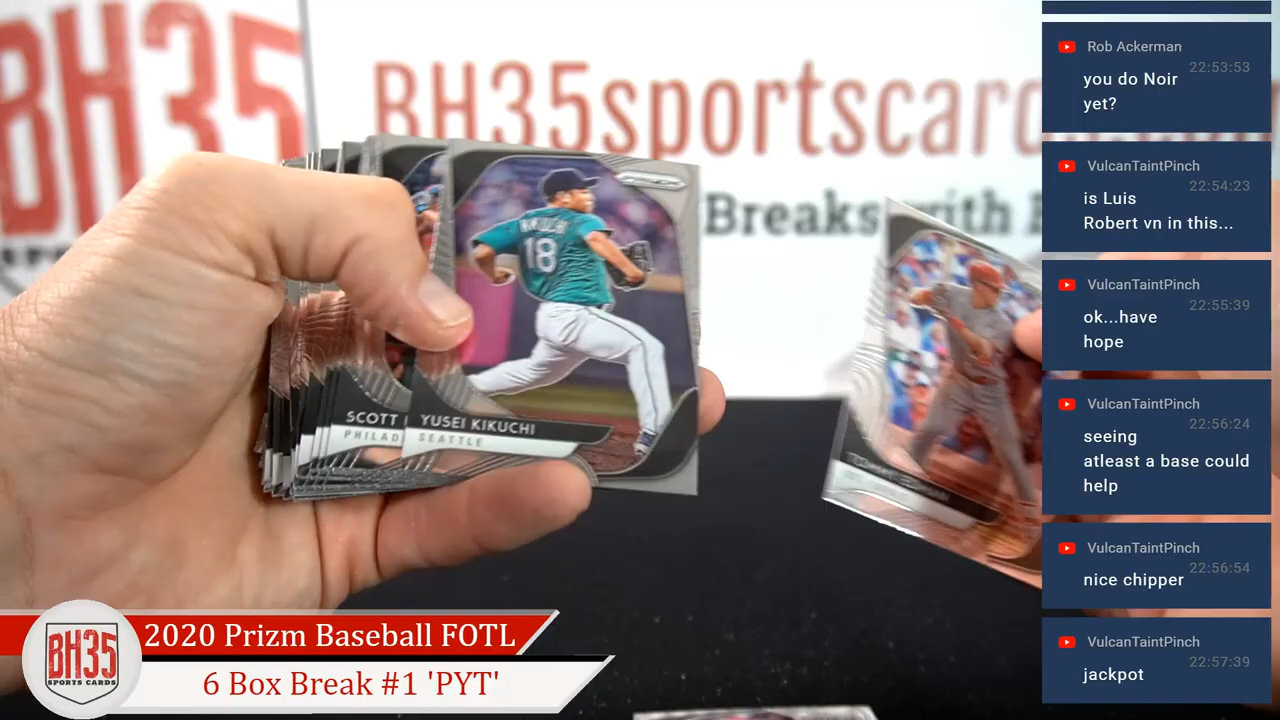 BH35
BH35sportscar
Breaks with
KIKUCHI
18
SCOTT
PHILAD
YUSEI KIKUCHI
SEATTLE
PRIZM
BH35
SPORTS CARDS
2020 Prizm Baseball FOTL
6 Box Break #1 'PYT'
Rob Ackerman
22:53:53
you do Noir
yet?
VulcanTaintPinch
22:54:23
is Luis
Robert vn in this...
VulcanTaintPinch
22:55:39
ok...have
hope
VulcanTaintPinch
22:56:24
seeing
atleast a base could
help
VulcanTaintPinch
22:56:54
nice chipper
VulcanTaintPinch
22:57:39
jackpot